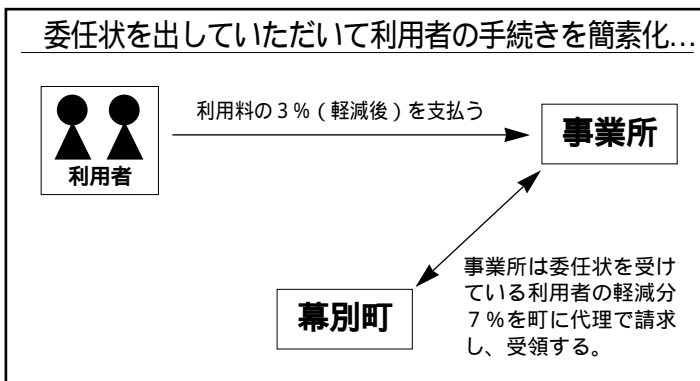 委任状を出していただいて利用者の手続きを簡素化…
利用料の３％（軽減後）を支払う
利用者
事業所
事業所は委任状を受け
ている利用者の軽減分
７％を町に代理で請求
し、受領する。
幕別町